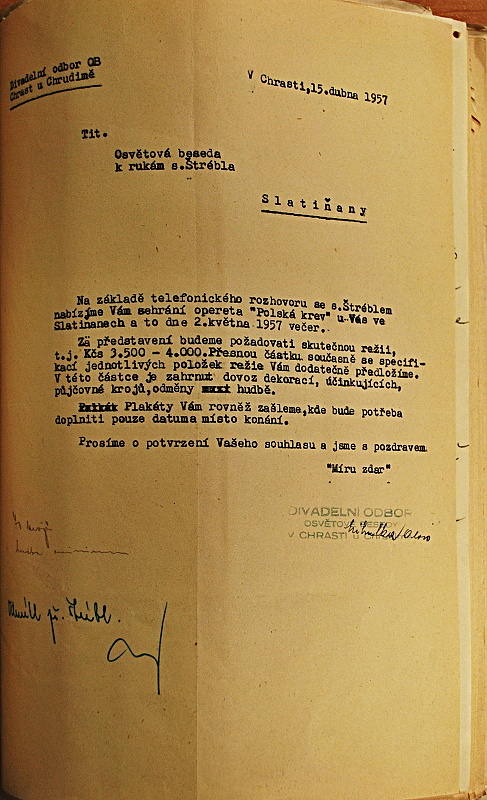 Divadelní odbor OB
Chrast u Chrudimě
V Chrasti,15.dubna 1957
Tit.
Osvětová beseda
k rukám s.Štrébla
Slatiňany
Na základě telefonického rozhovoru se s.Štréblem
nabízjme Vám sehrání opereta "Polská krev" u Vás ve
Slatinanech a to dne 2.května 1957 večer.
Za představení budeme požadovati skutečnou režii,
t.j. Kčs 3.500 - 4.000.Přesnou částku současně se specifi-
kací jednotlivých položek režie Vám dodatečně předložíme.
V této částce je zahrnut dovoz dekorací, účinkujících,
půjčovné krojů,odměny hudbě.
Plakáty Vám rovněž zašleme,kde bude potřeba
doplniti pouze datuma místo konání.
Prosíme o potvrzení Vašeho souhlasu a jsme s pozdravem
"Míru zdar"
DIVADELNÍ ODBOR
OSVĚTOVÉ BESEDY
V CHRASTI U